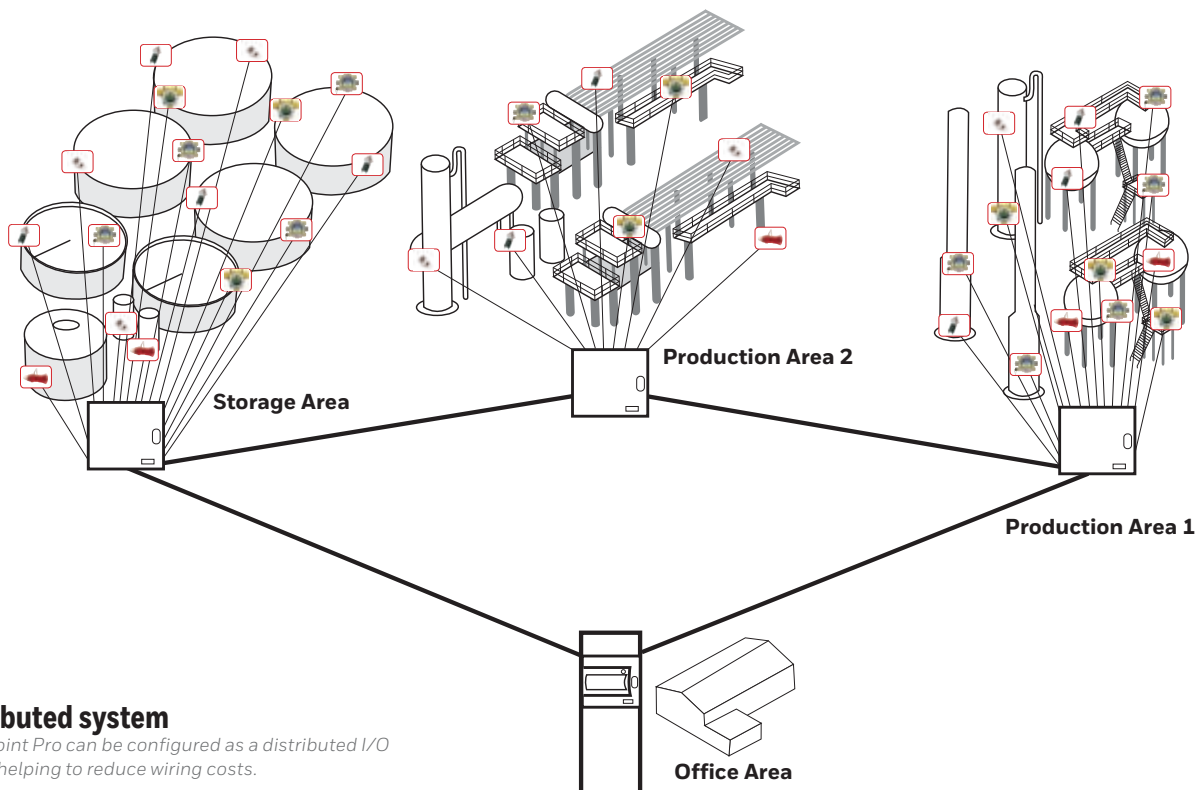 Production Area 2
Storage Area
Production Area 1
buted system
oint Pro can be configured as a distributed I/O
helping to reduce wiring costs.
Office Area